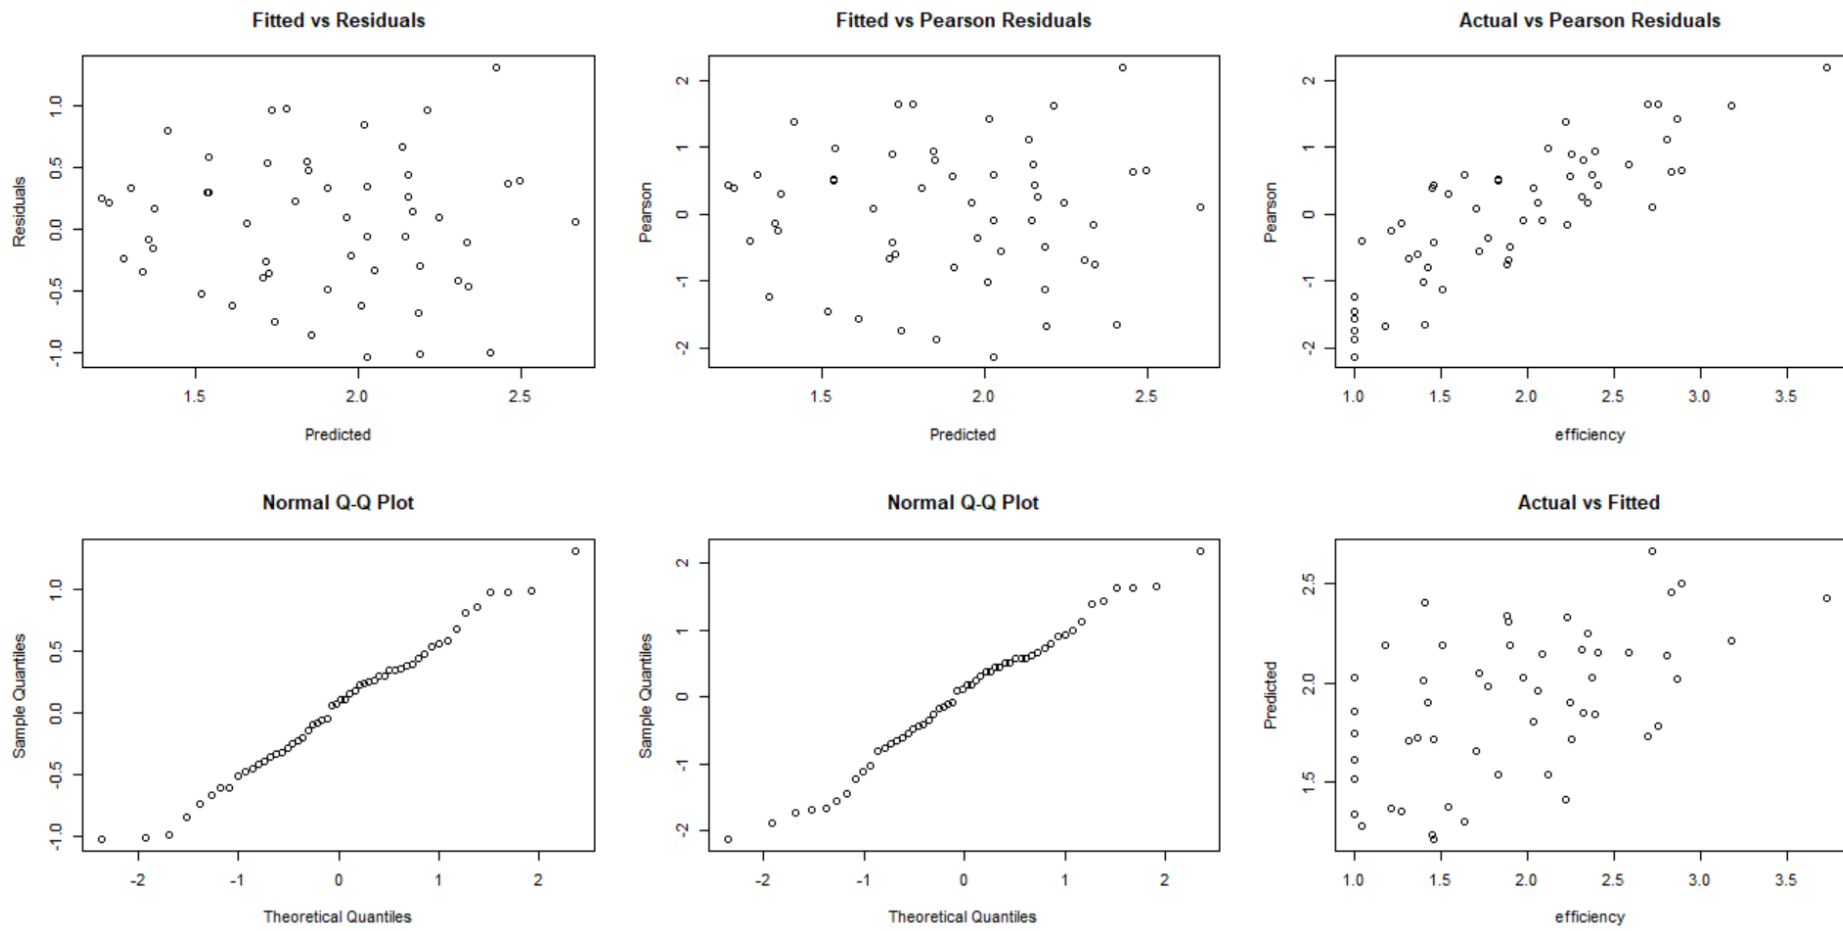 Fitted vs Residuals
Residuals
1.0
0.5
0.0
-0.5
-1.0
1.5 2.0 2.5
Predicted
Fitted vs Pearson Residuals
Pearson
2
1
0
-1
-2
1.5 2.0 2.5
Predicted
Actual vs Pearson Residuals
Pearson
2
1
0
-1
-2
1.0 1.5 2.0 2.5 3.0 3.5
efficiency
Normal Q-Q Plot
Sample Quantiles
1.0
0.5
0.0
-0.5
-1.0
-2 -1 0 1 2
Theoretical Quantiles
Normal Q-Q Plot
Sample Quantiles
2
1
0
-1
-2
-2 -1 0 1 2
Theoretical Quantiles
Actual vs Fitted
Predicted
2.5
2.0
1.5
1.0 1.5 2.0 2.5 3.0 3.5
efficiency